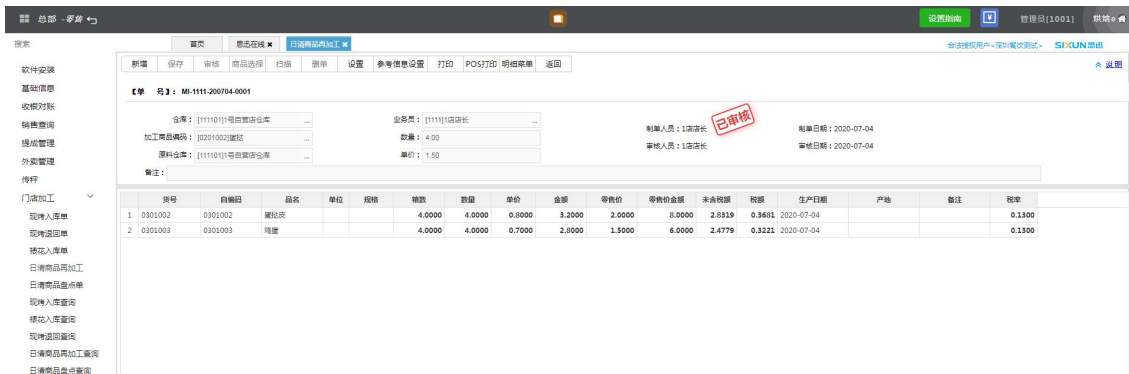 总部 -零售
设置指南 ¥ 管理员[1001] 烘焙e
搜索 首页 思迅在线 × 日清商品再加工 × 合法授权用户<深圳餐饮测试> SIXUN思迅
新增 保存 审核 商品选择 扫描 删单 设置 参考信息设置 打印 POS打印 明细菜单 返回 说明
【单 号】: MI-1111-200704-0001
仓库： [111101]1号自营店仓库 ... 业务员： [1111]1店店长 ... 制单人员：1店店长 已审核 制单日期：2020-07-04
加工商品编码： [0201002]蛋挞 ... 数量： 4.00 审核人员：1店店长 审核日期：2020-07-04
原料仓库： [111101]1号自营店仓库 ... 单价： 1.50
备注：
货号 自编码 品名 单位 规格 箱数 数量 单价 金额 零售价 零售价金额 未含税额 税额 生产日期 产地 备注 税率
1 0301002 0301002 蛋挞皮 4.0000 4.0000 0.8000 3.2000 2.0000 8.0000 2.8319 0.3681 2020-07-04 0.1300
2 0301003 0301003 鸡蛋 4.0000 4.0000 0.7000 2.8000 1.5000 6.0000 2.4779 0.3221 2020-07-04 0.1300
软件安装
基础信息
收银对账
销售查询
提成管理
外卖管理
传秤
门店加工
现烤入库单
现烤退回单
裱花入库单
日清商品再加工
日清商品盘点单
现烤入库查询
裱花入库查询
现烤退回查询
日清商品再加工查询
日清商品盘点查询